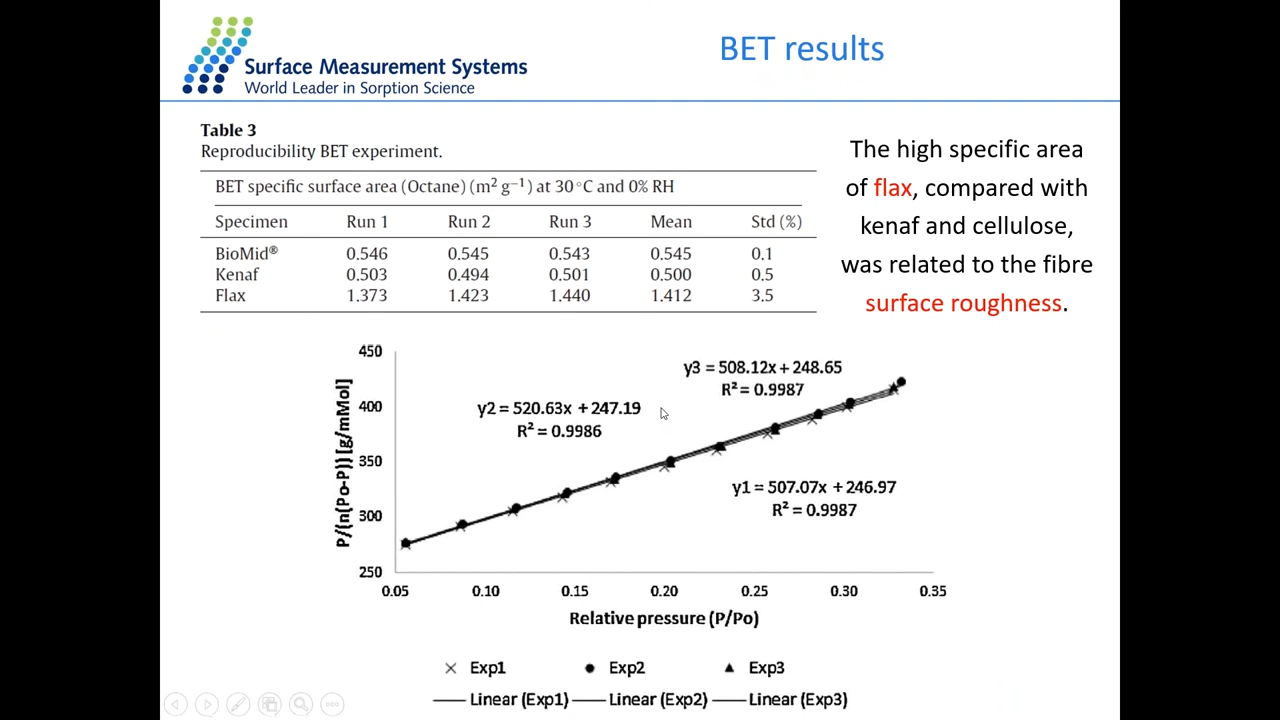 Surface Measurement Systems
World Leader in Sorption Science
BET results
Table 3
Reproducibility BET experiment.
BET specific surface area (Octane) (m² g⁻¹) at 30 °C and 0% RH
Specimen Run 1 Run 2 Run 3 Mean Std (%)
BioMid® 0.546 0.545 0.543 0.545 0.1
Kenaf 0.503 0.494 0.501 0.500 0.5
Flax 1.373 1.423 1.440 1.412 3.5
The high specific area
of flax, compared with
kenaf and cellulose,
was related to the fibre
surface roughness.
P/(n(Po-P)) [g/mMol]
450
400
350
300
250
y3 = 508.12x + 248.65
R² = 0.9987
y2 = 520.63x + 247.19
R² = 0.9986
y1 = 507.07x + 246.97
R² = 0.9987
0.05 0.10 0.15 0.20 0.25 0.30 0.35
Relative pressure (P/Po)
Exp1 Exp2 Exp3
Linear (Exp1) Linear (Exp2) Linear (Exp3)